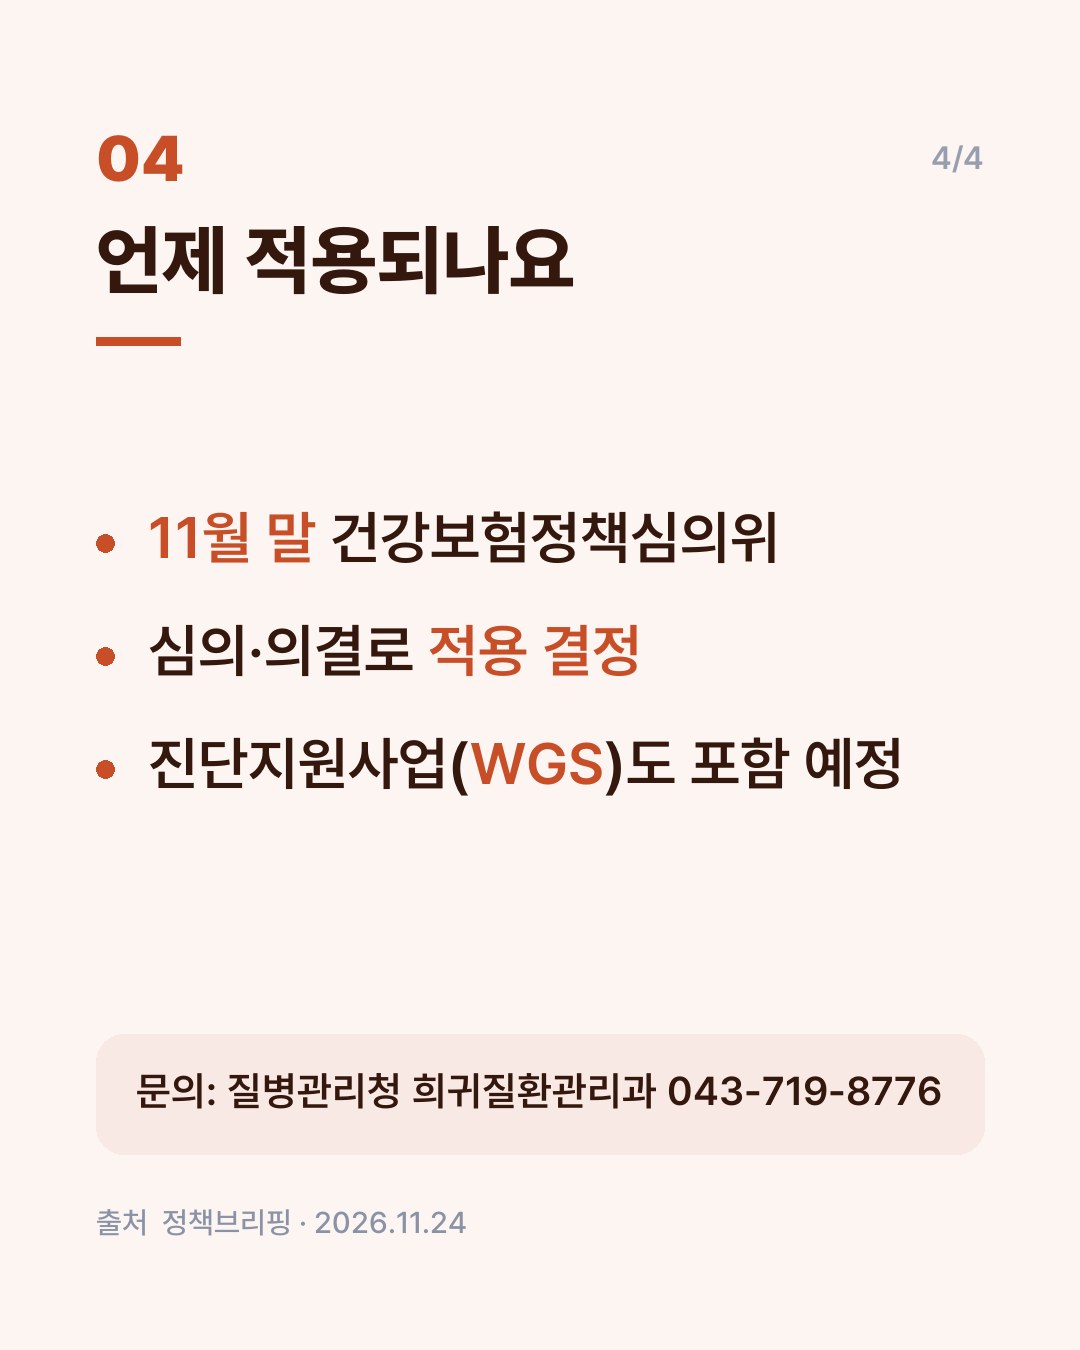 04
4/4
언제 적용되나요
• 11월 말 건강보험정책심의위
• 심의·의결로 적용 결정
• 진단지원사업(WGS)도 포함 예정
문의: 질병관리청 희귀질환관리과 043-719-8776
출처 정책브리핑 · 2026.11.24